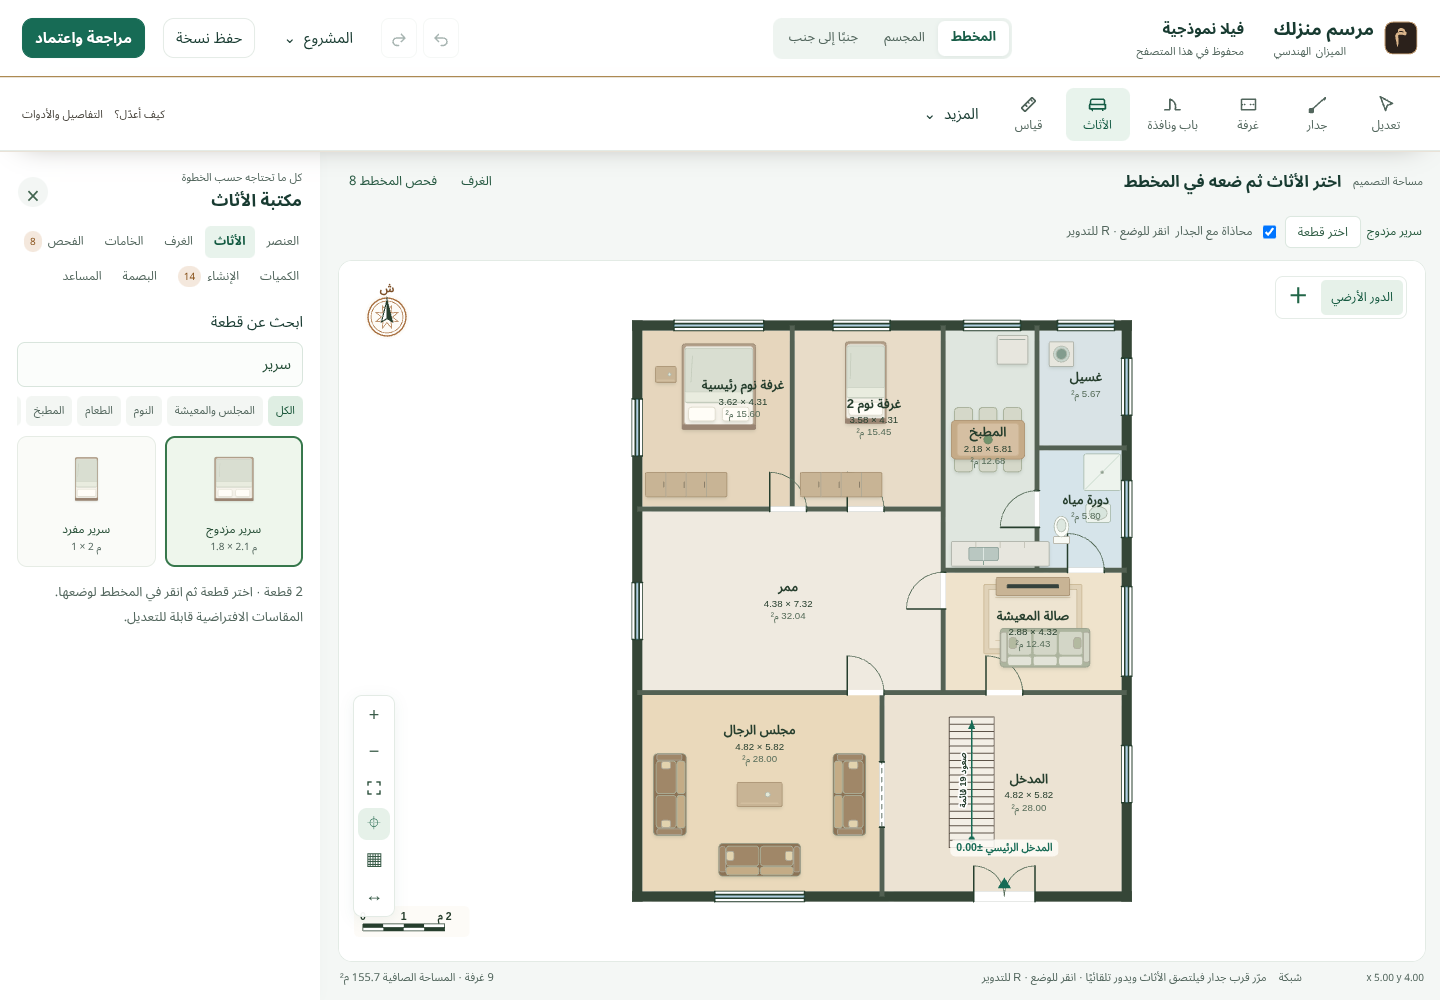 م
مرسم منزلك
الميزان الهندسي
فيلا نموذجية
محفوظ في هذا المتصفح
المخطط
المجسم
جنبًا إلى جنب
المشروع
حفظ نسخة
مراجعة واعتماد
تعديل
جدار
غرفة
باب ونافذة
الأثاث
قياس
المزيد
كيف أعدّل؟
التفاصيل والأدوات
مساحة التصميم
اختر الأثاث ثم ضعه في المخطط
الغرف
فحص المخطط 8
سرير مزدوج
اختر قطعة
محاذاة مع الجدار
انقر للوضع · R للتدوير
الدور الأرضي
+
ش
غرفة نوم رئيسية
3.62 × 4.31
15.60 م²
غرفة نوم 2
3.58 × 4.31
15.45 م²
المطبخ
2.18 × 5.81
12.68 م²
غسيل
5.67 م²
دورة مياه
5.80 م²
ممر
4.38 × 7.32
32.04 م²
صالة المعيشة
2.88 × 4.32
12.43 م²
مجلس الرجال
4.82 × 5.82
28.00 م²
صعود 19 قائمة
المدخل
4.82 × 5.82
28.00 م²
المدخل الرئيسي ±0.00
+
−
0 1 2 م
x 5.00 y 4.00
شبكة
مرّر قرب جدار فيلتصق الأثاث ويدور تلقائيًا · انقر للوضع · R للتدوير
9 غرفة · المساحة الصافية 155.7 م²
كل ما تحتاجه حسب الخطوة
مكتبة الأثاث
العنصر
الأثاث
الغرف
الخامات
الفحص 8
الكميات
الإنشاء 14
البصمة
المساعد
ابحث عن قطعة
سرير
الكل
المجلس والمعيشة
النوم
الطعام
المطبخ
سرير مزدوج
1.8 × 2.1 م
سرير مفرد
1 × 2 م
2 قطعة · اختر قطعة ثم انقر في المخطط لوضعها.
المقاسات الافتراضية قابلة للتعديل.